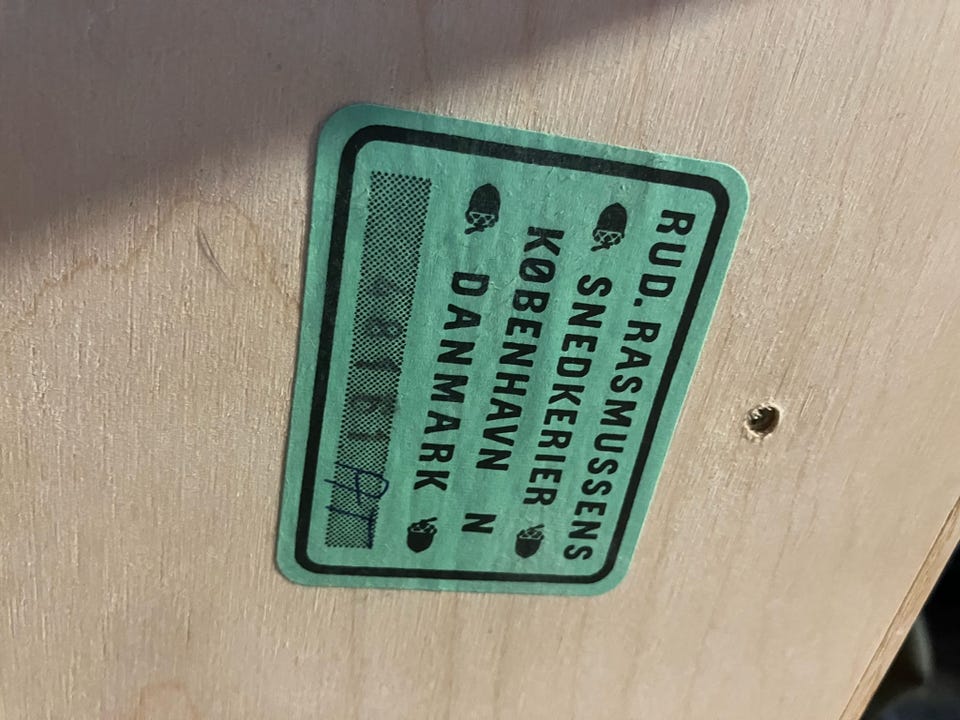 RUD. RASMUSSENS
SNEDKERIER
KØBENHAVN N
DANMARK